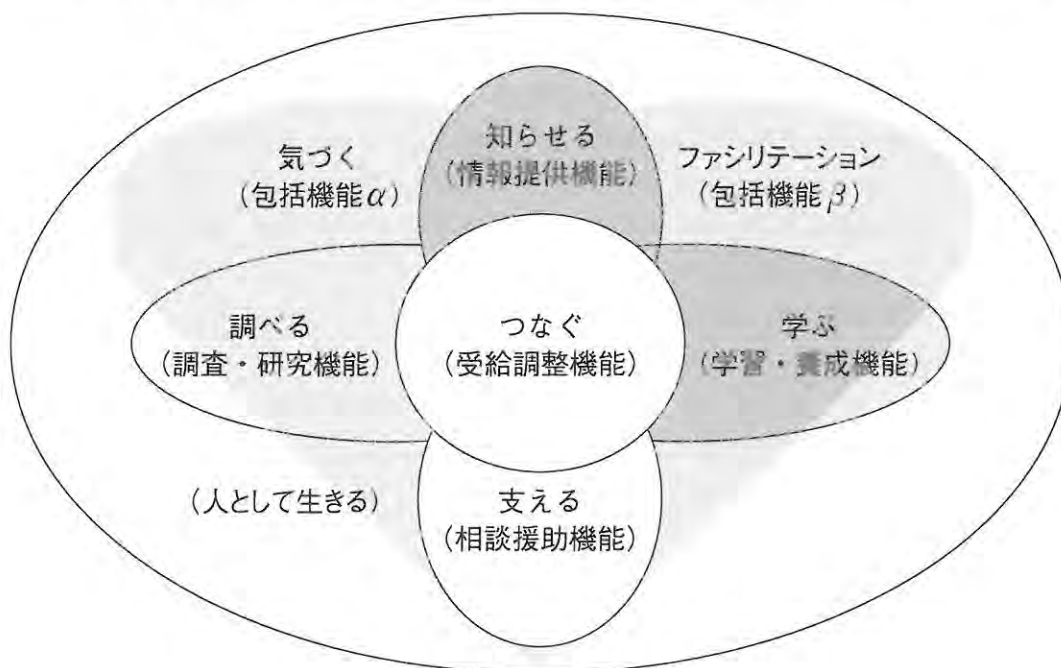 気づく
(包括機能α)
知らせる
(情報提供機能)
ファシリテーション
(包括機能β)
調べる
(調査・研究機能)
つなぐ
(受給調整機能)
学ぶ
(学習・養成機能)
(人として生きる)
支える
(相談援助機能)